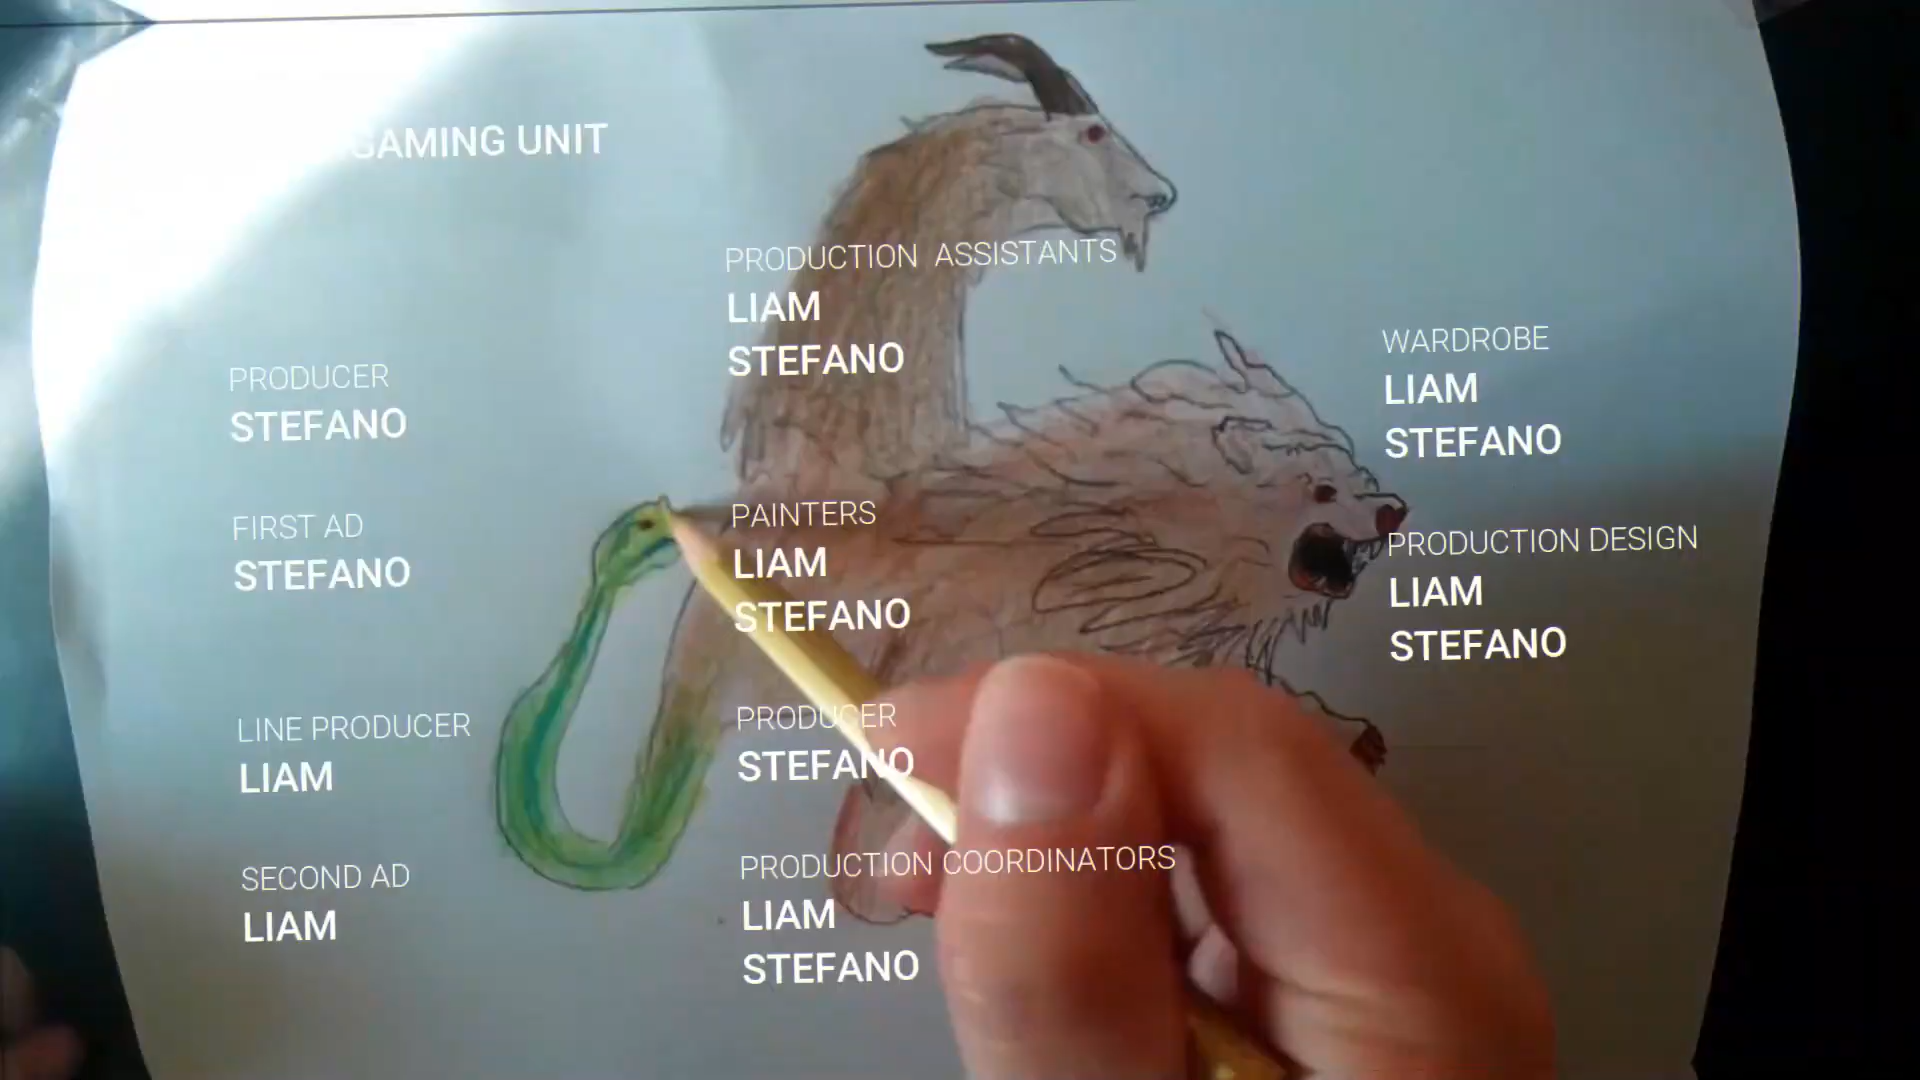 GAMING UNIT
PRODUCER
STEFANO
FIRST AD
STEFANO
LINE PRODUCER
LIAM
SECOND AD
LIAM
PRODUCTION ASSISTANTS
LIAM
STEFANO
PAINTERS
LIAM
STEFANO
PRODUCER
STEFANO
PRODUCTION COORDINATORS
LIAM
STEFANO
WARDROBE
LIAM
STEFANO
PRODUCTION DESIGN
LIAM
STEFANO